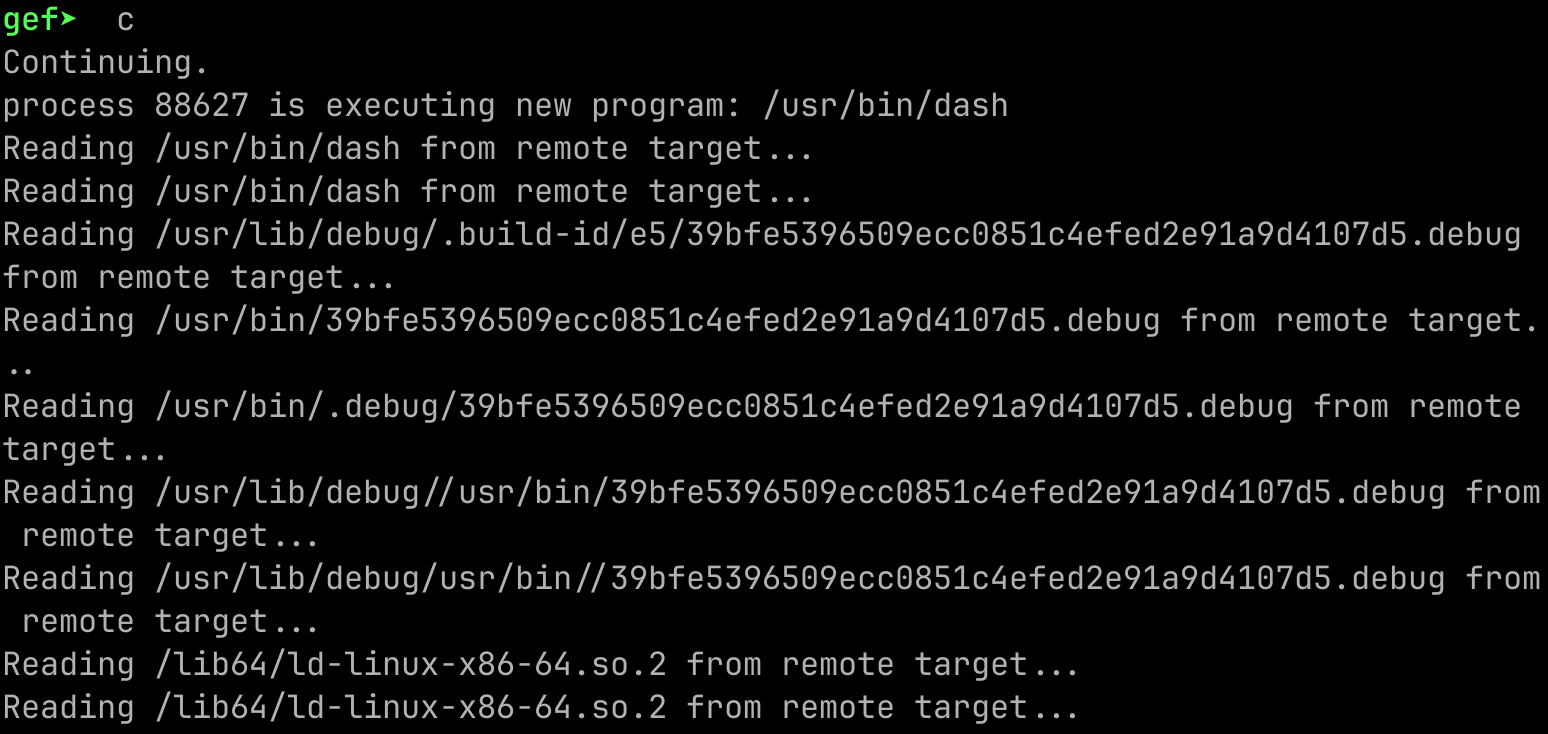 gef➤  c
Continuing.
process 88627 is executing new program: /usr/bin/dash
Reading /usr/bin/dash from remote target...
Reading /usr/bin/dash from remote target...
Reading /usr/lib/debug/.build-id/e5/39bfe5396509ecc0851c4efed2e91a9d4107d5.debug
from remote target...
Reading /usr/bin/39bfe5396509ecc0851c4efed2e91a9d4107d5.debug from remote target.
..
Reading /usr/bin/.debug/39bfe5396509ecc0851c4efed2e91a9d4107d5.debug from remote
target...
Reading /usr/lib/debug//usr/bin/39bfe5396509ecc0851c4efed2e91a9d4107d5.debug from
 remote target...
Reading /usr/lib/debug/usr/bin//39bfe5396509ecc0851c4efed2e91a9d4107d5.debug from
 remote target...
Reading /lib64/ld-linux-x86-64.so.2 from remote target...
Reading /lib64/ld-linux-x86-64.so.2 from remote target...